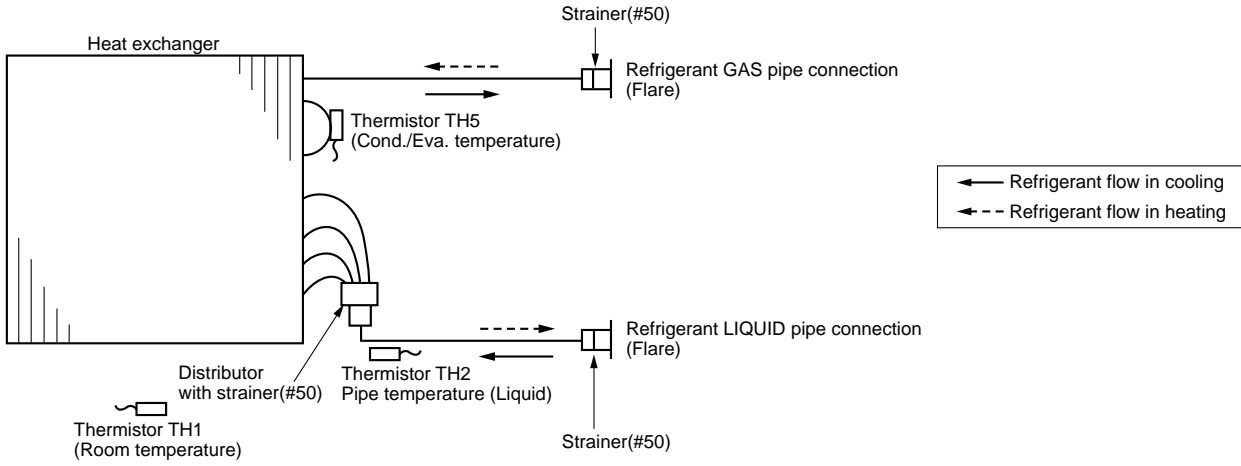 Strainer(#50)
Heat exchanger
Refrigerant GAS pipe connection
(Flare)
Thermistor TH5
(Cond./Eva. temperature)
Refrigerant flow in cooling
Refrigerant flow in heating
Refrigerant LIQUID pipe connection
(Flare)
Distributor
with strainer(#50)
Thermistor TH2
Pipe temperature (Liquid)
Thermistor TH1
(Room temperature)
Strainer(#50)